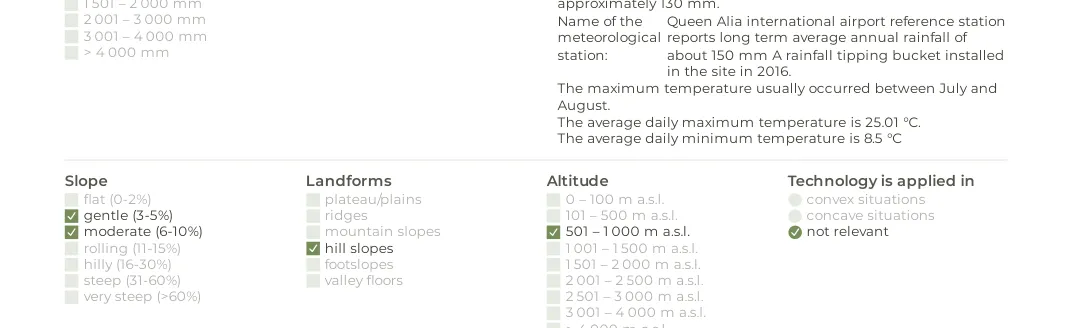 1 501 – 2 000 mm
2 001 – 3 000 mm
3 001 – 4 000 mm
> 4 000 mm
approximately 130 mm.
Name of the meteorological station:
Queen Alia international airport reference station
reports long term average annual rainfall of
about 150 mm A rainfall tipping bucket installed
in the site in 2016.
The maximum temperature usually occurred between July and
August.
The average daily maximum temperature is 25.01 °C.
The average daily minimum temperature is 8.5 °C
Slope
flat (0-2%)
gentle (3-5%)
moderate (6-10%)
rolling (11-15%)
hilly (16-30%)
steep (31-60%)
very steep (>60%)
Landforms
plateau/plains
ridges
mountain slopes
hill slopes
footslopes
valley floors
Altitude
0 – 100 m a.s.l.
101 – 500 m a.s.l.
501 – 1 000 m a.s.l.
1 001 – 1 500 m a.s.l.
1 501 – 2 000 m a.s.l.
2 001 – 2 500 m a.s.l.
2 501 – 3 000 m a.s.l.
3 001 – 4 000 m a.s.l.
> 4 000 m a.s.l.
Technology is applied in
convex situations
concave situations
not relevant